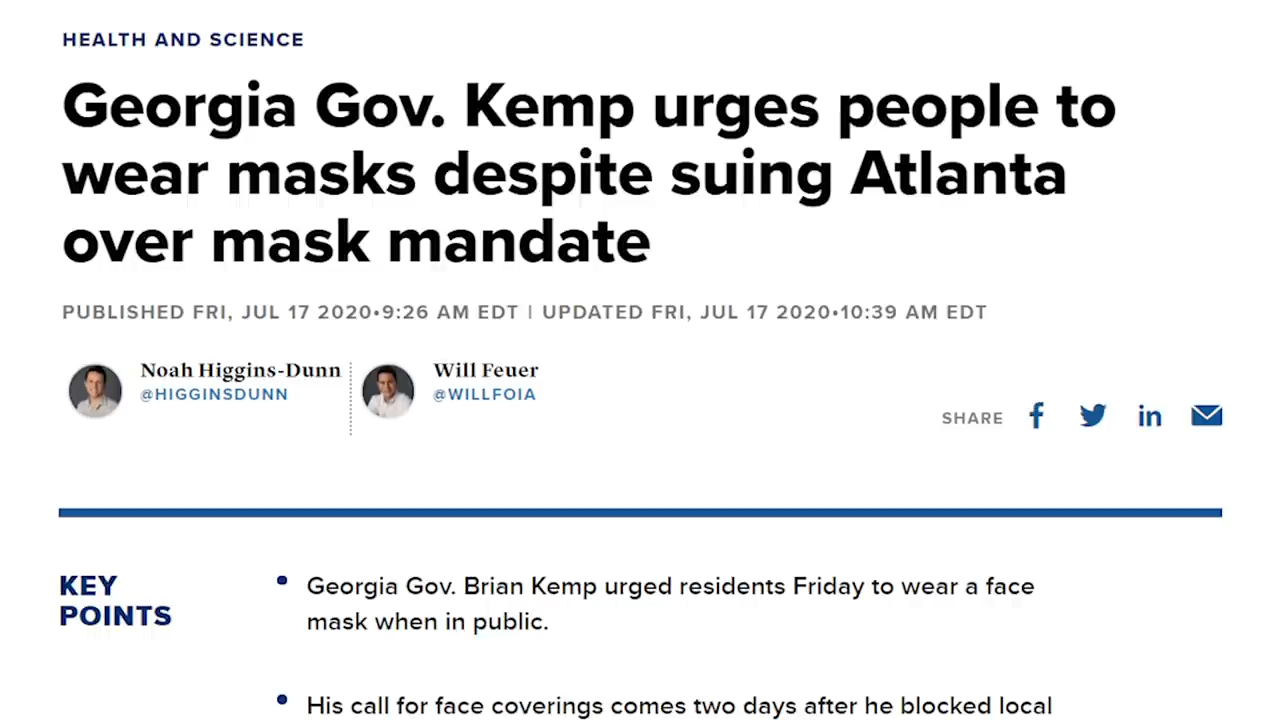 HEALTH AND SCIENCE
Georgia Gov. Kemp urges people to
wear masks despite suing Atlanta
over mask mandate
PUBLISHED FRI, JUL 17 2020•9:26 AM EDT | UPDATED FRI, JUL 17 2020•10:39 AM EDT
Noah Higgins-Dunn
@HIGGINSDUNN
Will Feuer
@WILLFOIA
SHARE
KEY
POINTS
• Georgia Gov. Brian Kemp urged residents Friday to wear a face
mask when in public.
• His call for face coverings comes two days after he blocked local